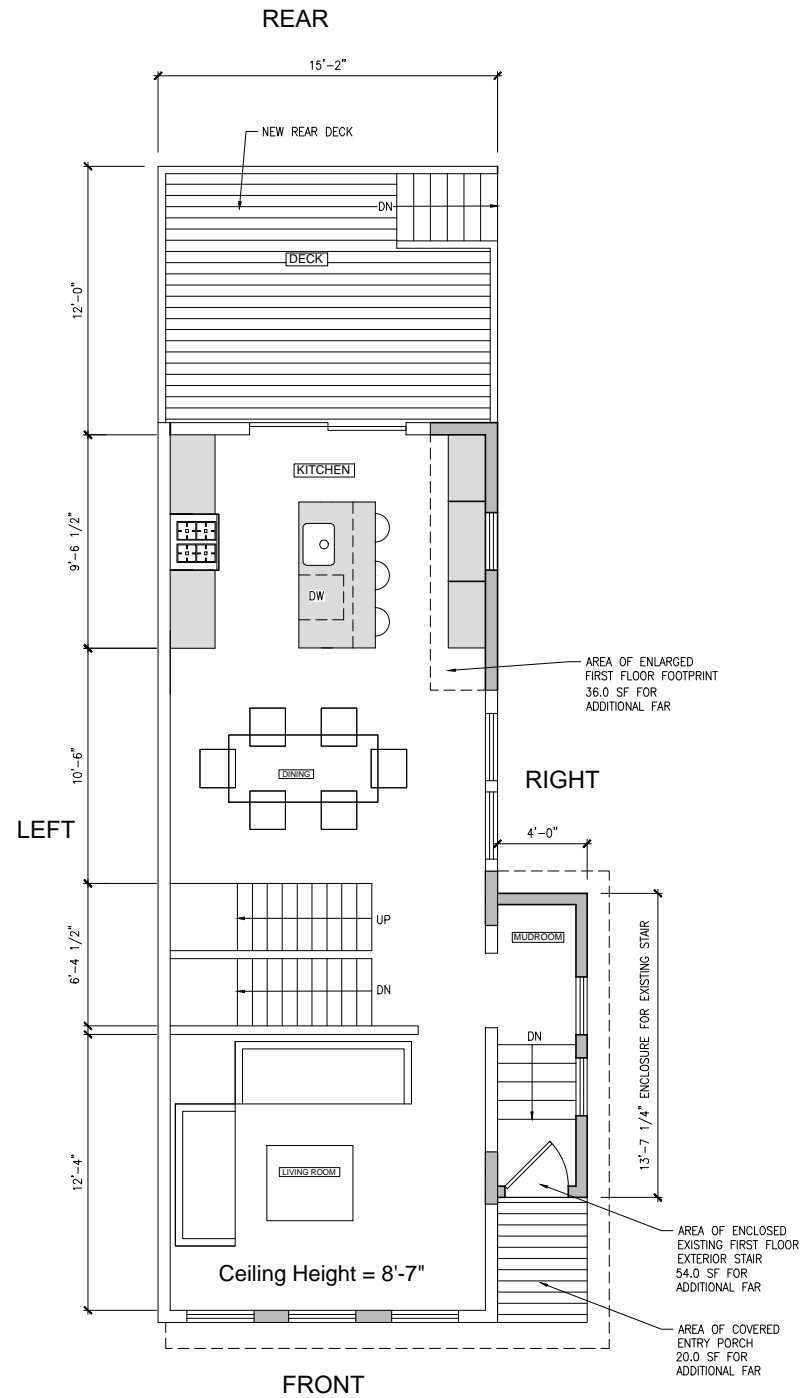 REAR
15'-2"
NEW REAR DECK
DN
DECK
12'-0"
KITCHEN
9'-6 1/2"
DW
AREA OF ENLARGED
FIRST FLOOR FOOTPRINT
36.0 SF FOR
ADDITIONAL FAR
10'-6"
DINING
RIGHT
LEFT
4'-0"
UP
MUDROOM
6'-4 1/2"
DN
DN
13'-7 1/4" ENCLOSURE FOR EXISTING STAIR
12'-4"
LIVING ROOM
AREA OF ENCLOSED
EXISTING FIRST FLOOR
EXTERIOR STAIR
54.0 SF FOR
ADDITIONAL FAR
Ceiling Height = 8'-7"
AREA OF COVERED
ENTRY PORCH
20.0 SF FOR
ADDITIONAL FAR
FRONT